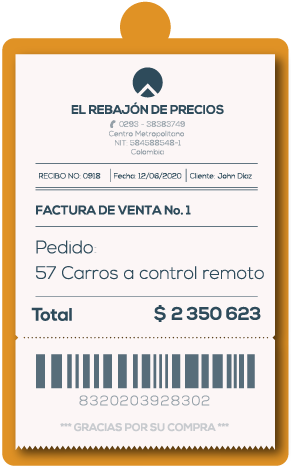 EL REBAJÓN DE PRECIOS
0293 - 38383749
Centro Metropolitano
NIT: 584588548-1
Colombia
RECIBO NO: 0918 Fecha: 12/06/2020 Cliente: John Díaz
FACTURA DE VENTA No. 1
Pedido:
57 Carros a control remoto
Total $ 2 350 623
8320203928302
*** GRACIAS POR SU COMPRA ***